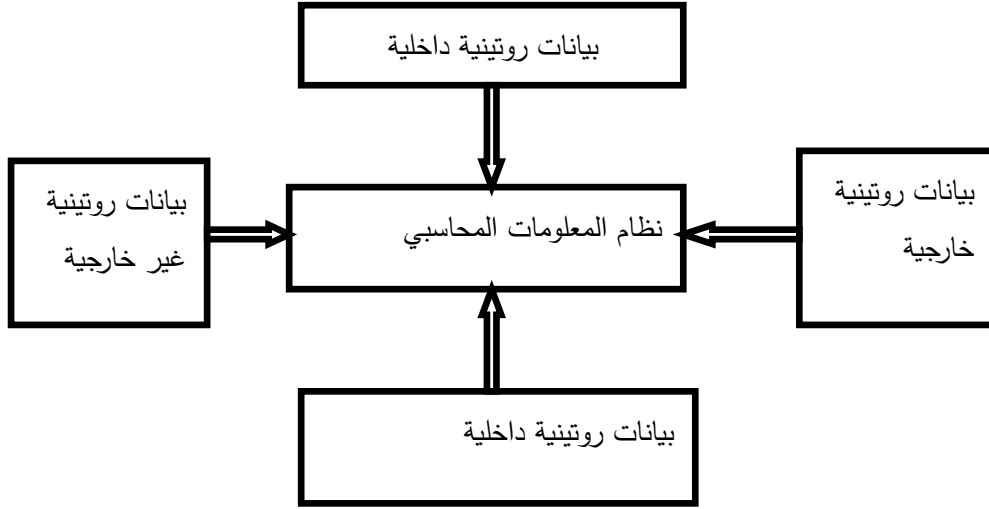 بيانات روتينية داخلية
بيانات روتينية
خارجية
نظام المعلومات المحاسبي
بيانات روتينية
غير خارجية
بيانات روتينية داخلية